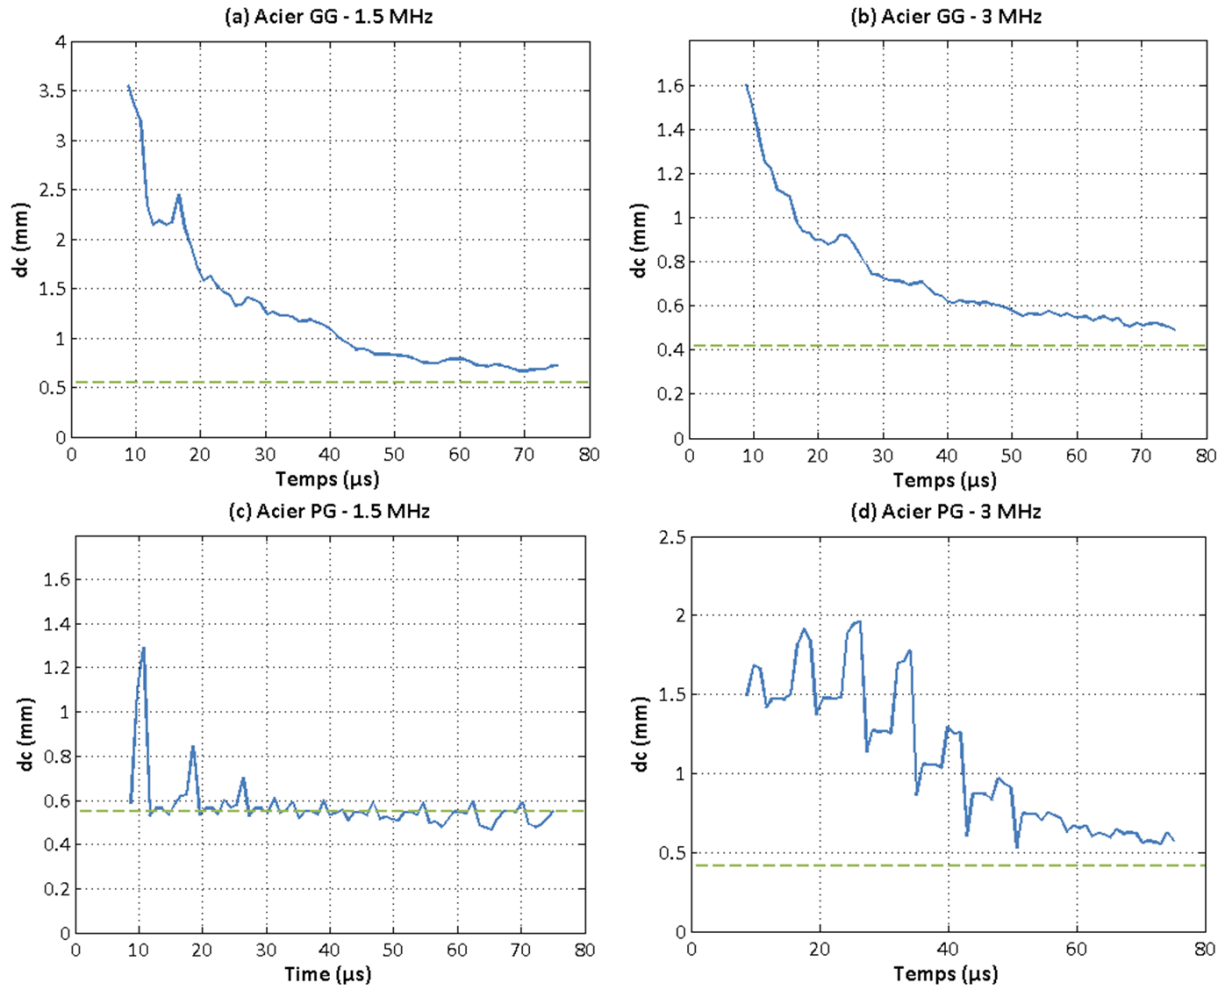 (a) Acier GG - 1.5 MHz
4
3.5
3
2.5
2
1.5
1
0.5
0
dc (mm)
0 10 20 30 40 50 60 70 80
Temps (µs)
(b) Acier GG - 3 MHz
1.6
1.4
1.2
1
0.8
0.6
0.4
0.2
0
dc (mm)
0 10 20 30 40 50 60 70 80
Temps (µs)
(c) Acier PG - 1.5 MHz
1.6
1.4
1.2
1
0.8
0.6
0.4
0.2
0
dc (mm)
0 10 20 30 40 50 60 70 80
Time (µs)
(d) Acier PG - 3 MHz
2.5
2
1.5
1
0.5
0
dc (mm)
0 20 40 60 80
Temps (µs)